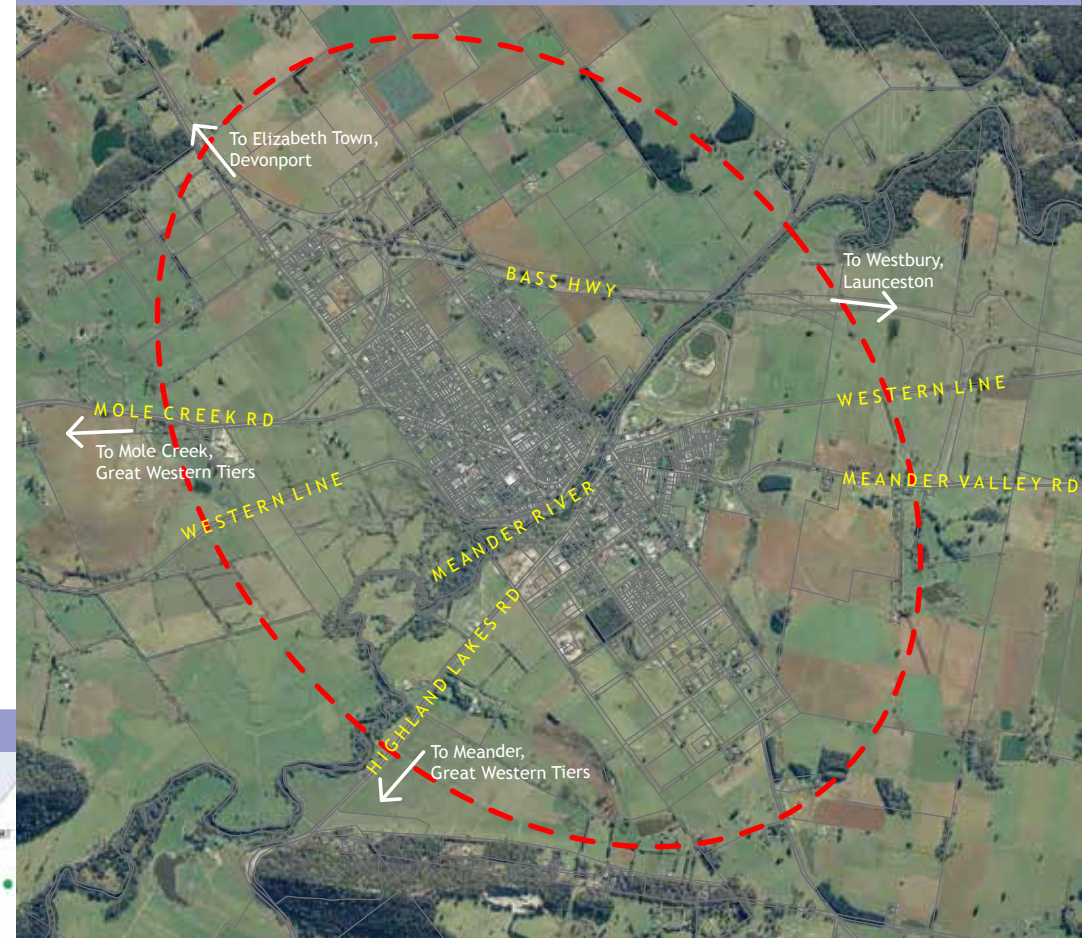 To Elizabeth Town,
Devonport
To Westbury,
Launceston
BASS HWY
WESTERN LINE
MOLE CREEK RD
To Mole Creek,
Great Western Tiers
WESTERN LINE
MEANDER VALLEY RD
MEANDER RIVER
HIGHLAND LAKES RD
To Meander,
Great Western Tiers